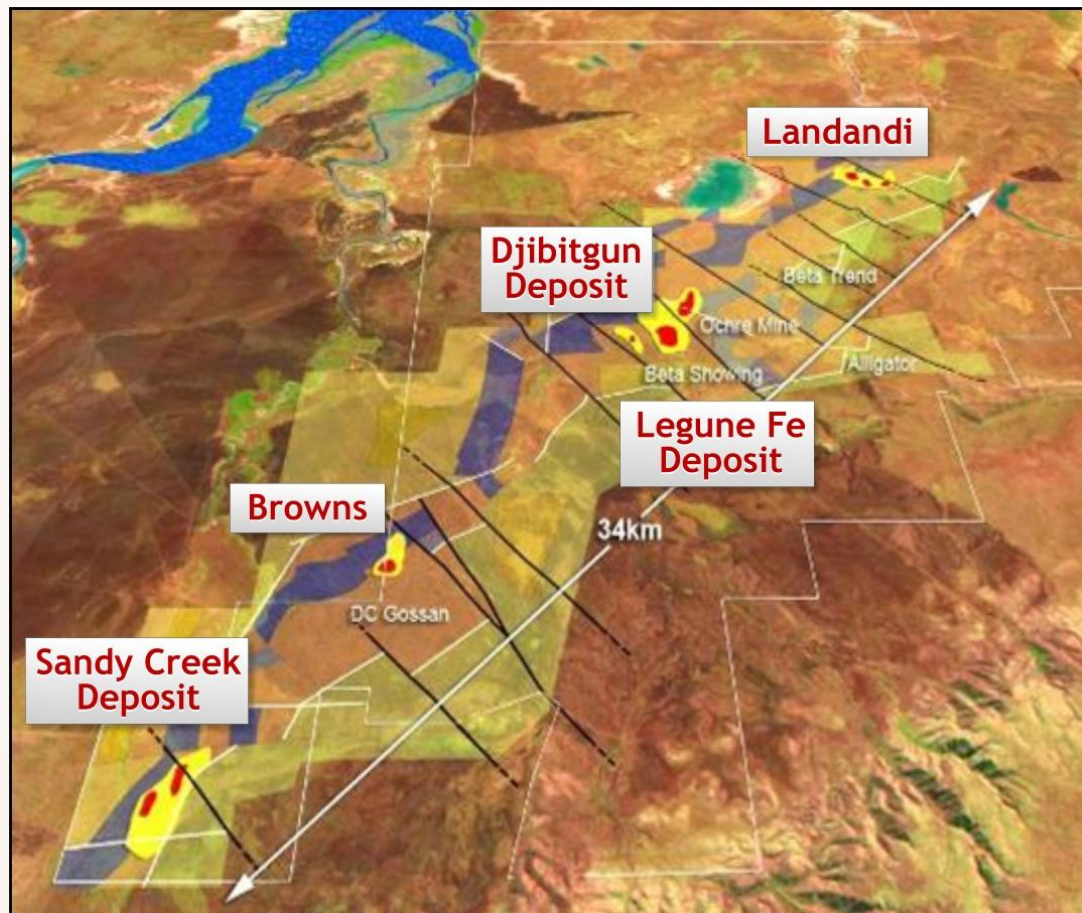 Landandi
Djibitgun
Deposit
Beta Trend
Ochre Mine
Alligator
Beta Showing
Legune Fe
Deposit
34km
Browns
DC Gossan
Sandy Creek
Deposit